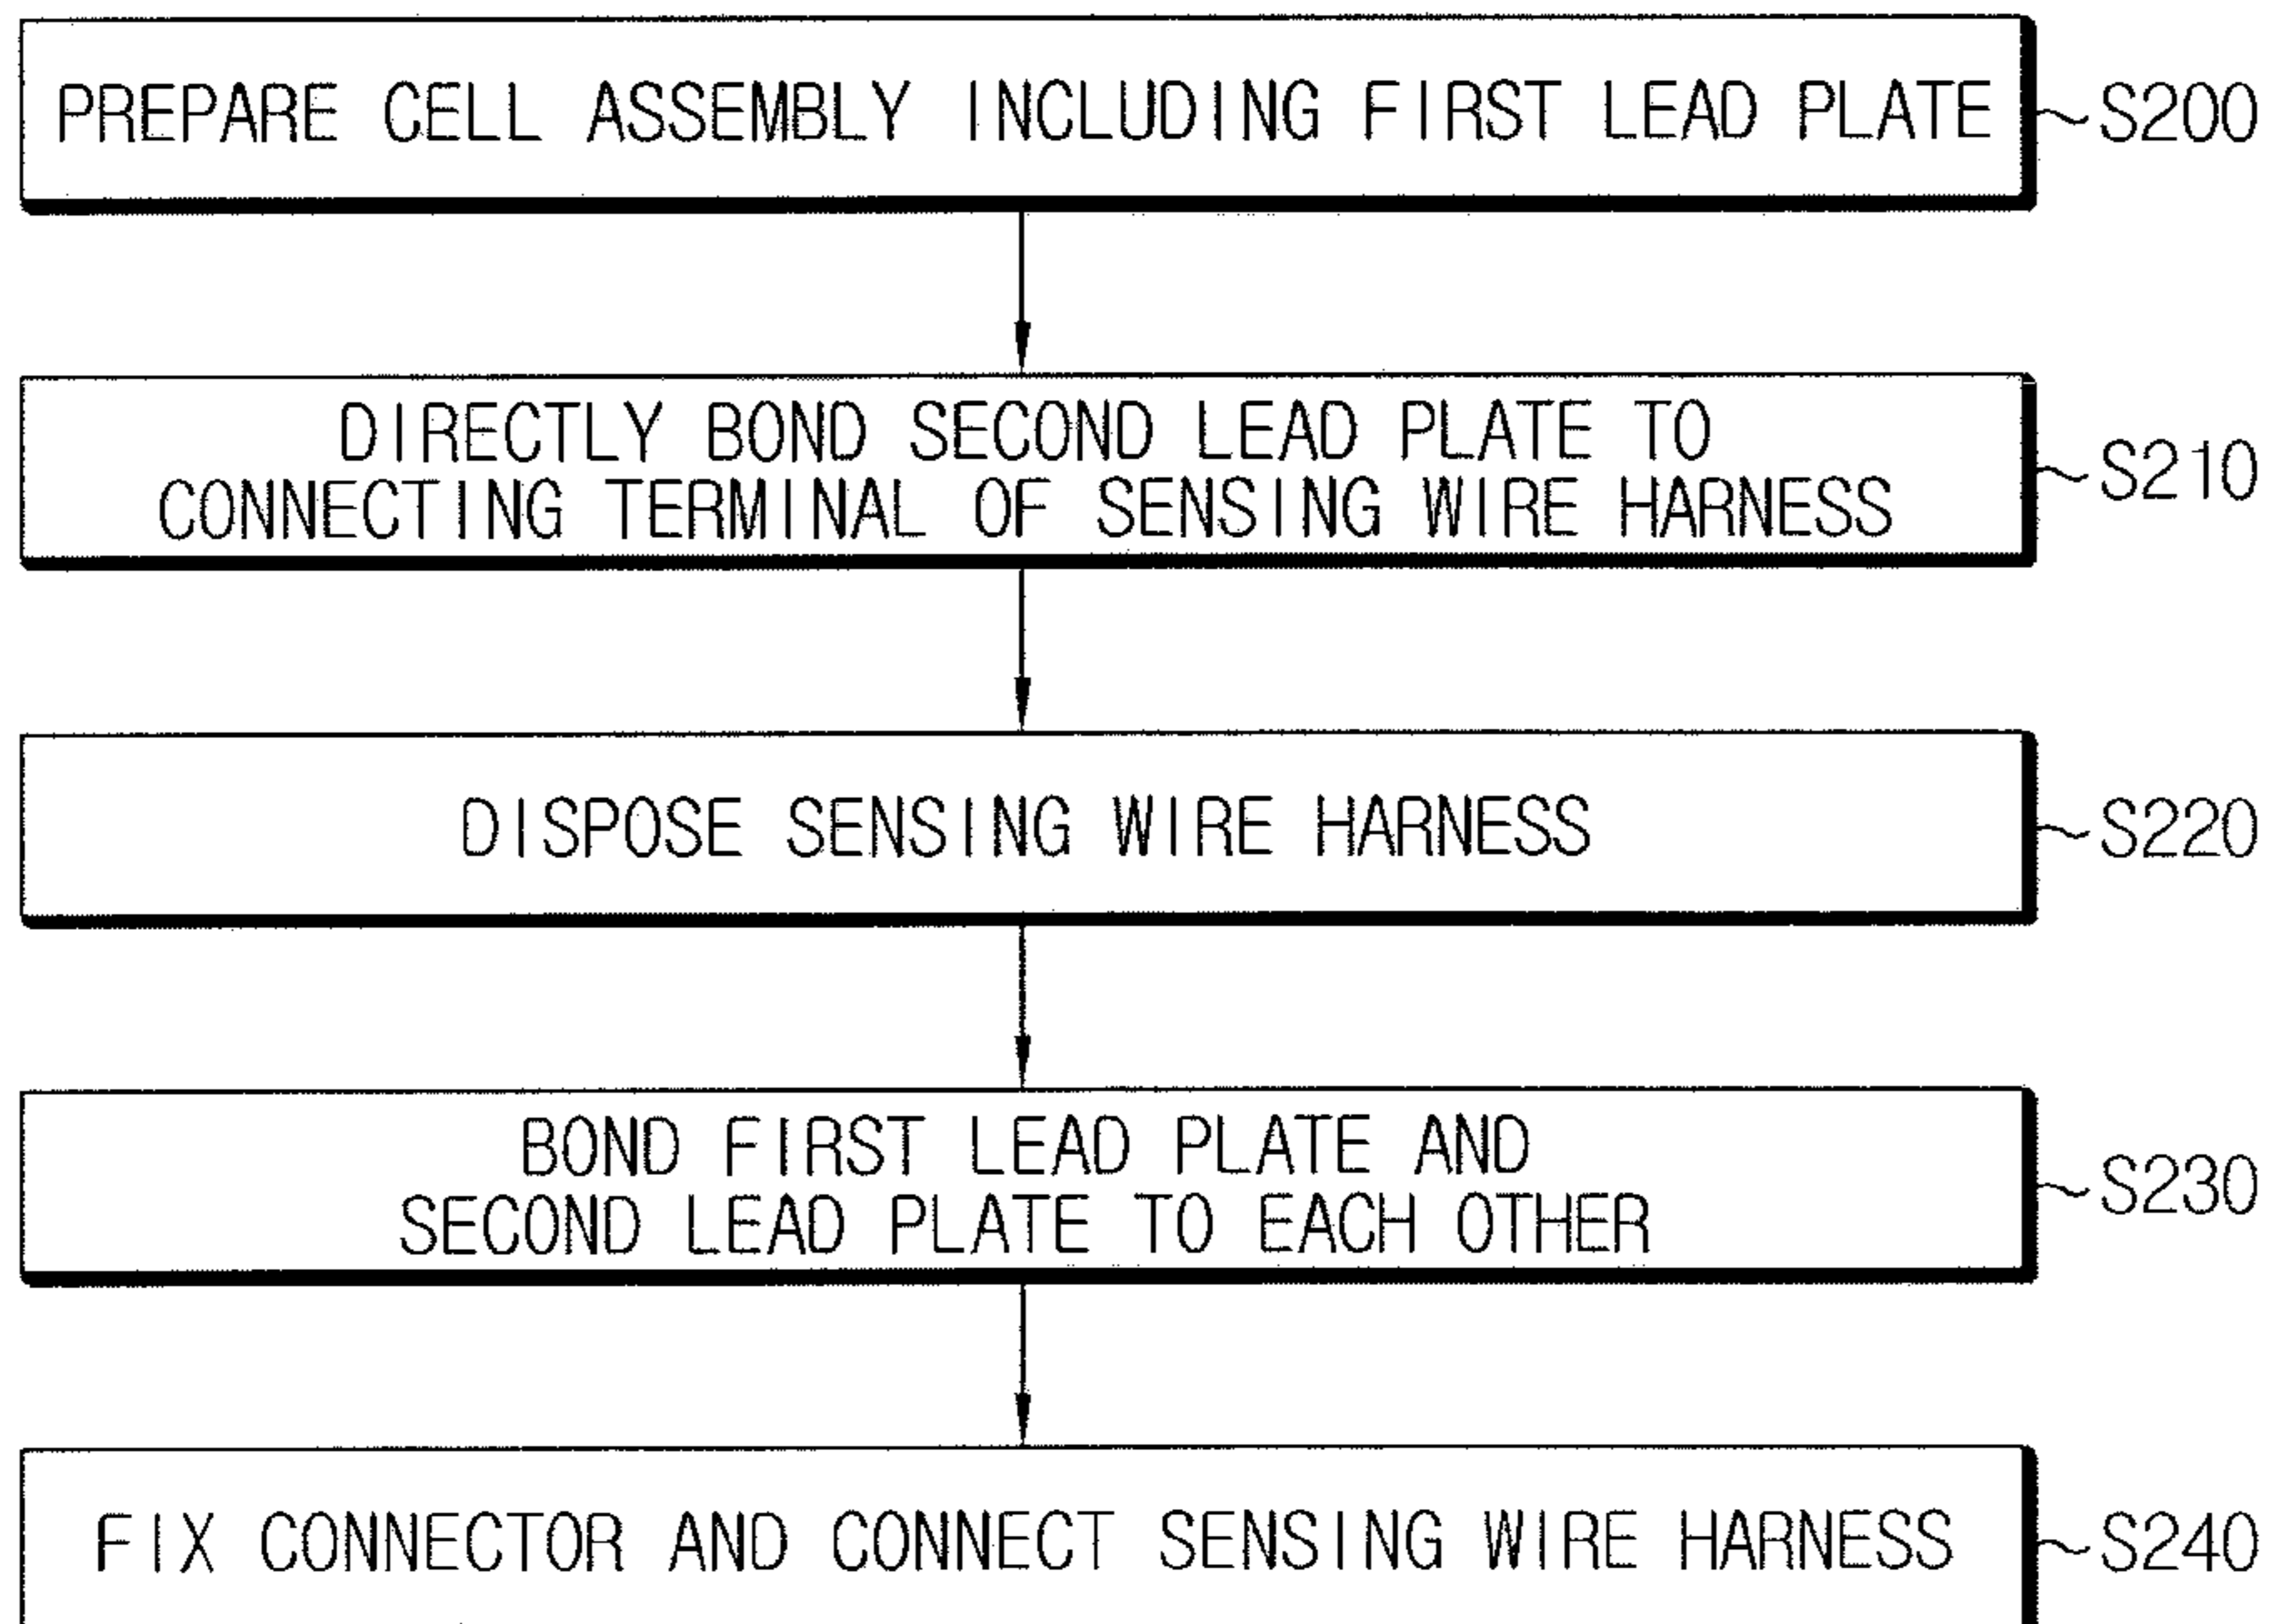 PREPARE CELL ASSEMBLY INCLUDING FIRST LEAD PLATE
S200
DIRECTLY BOND SECOND LEAD PLATE TO
CONNECTING TERMINAL OF SENSING WIRE HARNESS
S210
DISPOSE SENSING WIRE HARNESS
S220
BOND FIRST LEAD PLATE AND
SECOND LEAD PLATE TO EACH OTHER
S230
FIX CONNECTOR AND CONNECT SENSING WIRE HARNESS
S240